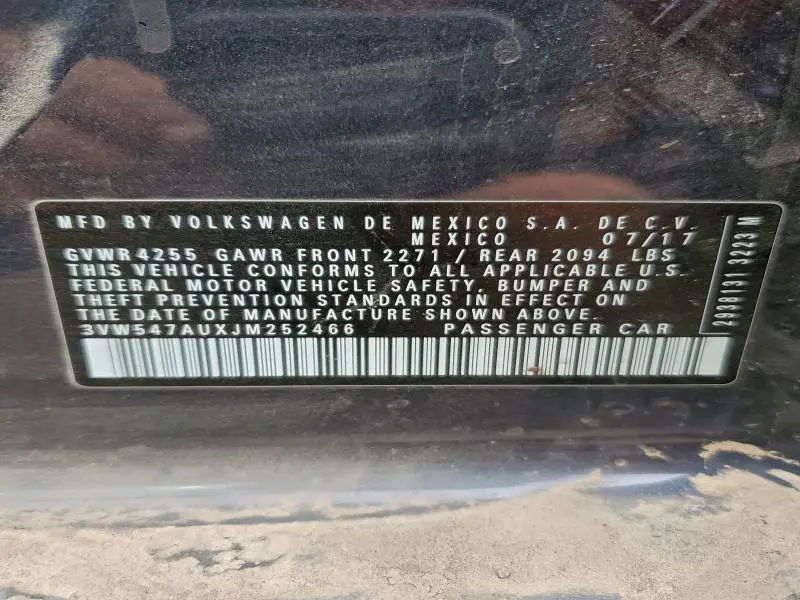 MFD BY VOLKSWAGEN DE MEXICO S.A. DE C.V.
MEXICO 07/17
GVWR 4255 GAWR FRONT 2271 / REAR 2094 LBS
THIS VEHICLE CONFORMS TO ALL APPLICABLE U.S.
FEDERAL MOTOR VEHICLE SAFETY, BUMPER AND
THEFT PREVENTION STANDARDS IN EFFECT ON
THE DATE OF MANUFACTURE SHOWN ABOVE.
3VW547AUXJM252466 PASSENGER CAR
2938131 3223 M